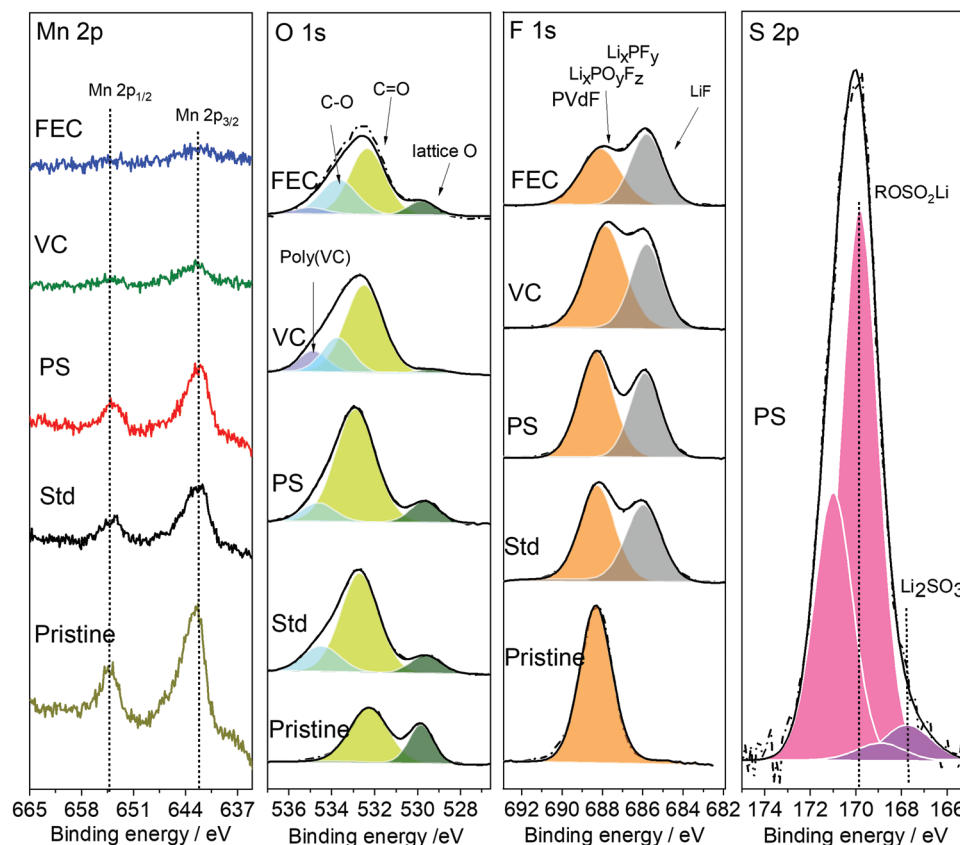 Mn 2p
Mn 2p1/2
Mn 2p3/2
FEC
VC
PS
Std
Pristine
665 658 651 644 637
Binding energy / eV
O 1s
C=O
C-O
lattice O
FEC
Poly(VC)
VC
PS
Std
Pristine
536 534 532 530 528
Binding energy /eV
F 1s
LixPFy
LixPOyFz
PVdF
LiF
FEC
VC
PS
Std
Pristine
692 690 688 686 684 682
Binding energy / eV
S 2p
ROSO2Li
PS
Li2SO3
174 172 170 168 166
Binding energy / eV